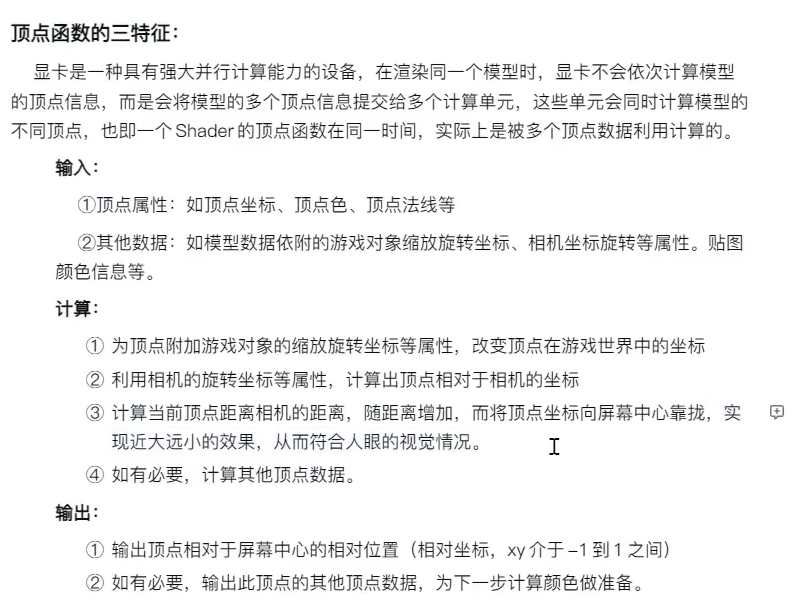 顶点函数的三特征：
显卡是一种具有强大并行计算能力的设备，在渲染同一个模型时，显卡不会依次计算模型
的顶点信息，而是会将模型的多个顶点信息提交给多个计算单元，这些单元会同时计算模型的
不同顶点，也即一个Shader的顶点函数在同一时间，实际上是被多个顶点数据利用计算的。
输入：
①顶点属性：如顶点坐标、顶点色、顶点法线等
②其他数据：如模型数据依附的游戏对象缩放旋转坐标、相机坐标旋转等属性。贴图
颜色信息等。
计算：
① 为顶点附加游戏对象的缩放旋转坐标等属性，改变顶点在游戏世界中的坐标
② 利用相机的旋转坐标等属性，计算出顶点相对于相机的坐标
③ 计算当前顶点距离相机的距离，随距离增加，而将顶点坐标向屏幕中心靠拢，实
现近大远小的效果，从而符合人眼的视觉情况。
④ 如有必要，计算其他顶点数据。
输出：
① 输出顶点相对于屏幕中心的相对位置（相对坐标，xy介于–1到1之间）
② 如有必要，输出此顶点的其他顶点数据，为下一步计算颜色做准备。